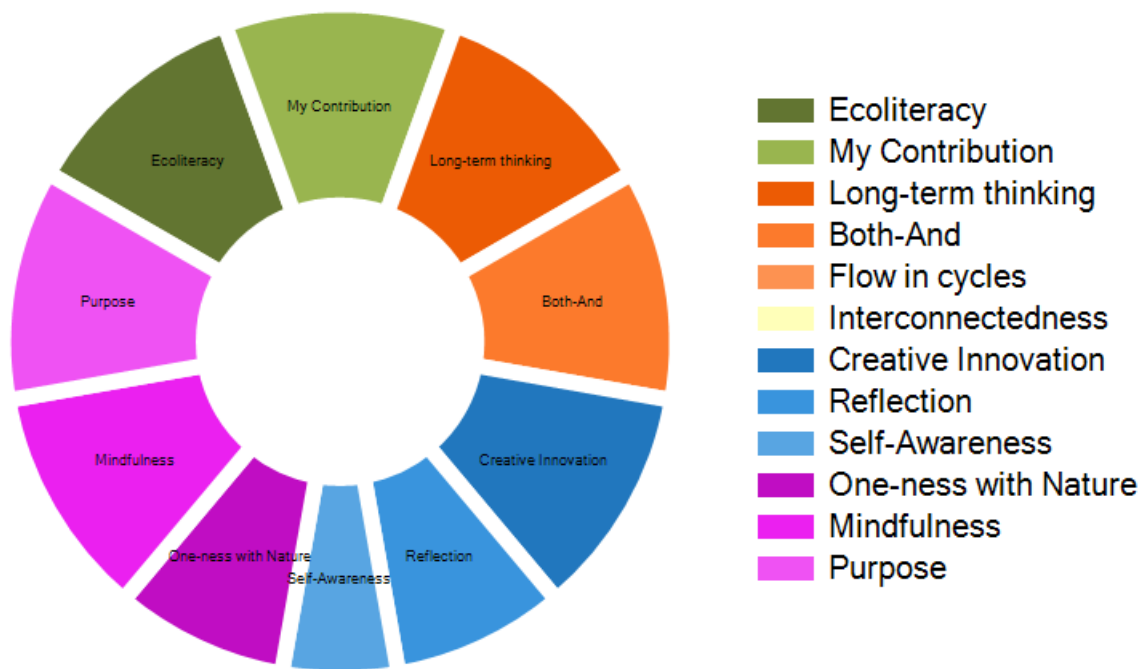 My Contribution
Ecoliteracy
Long-term thinking
Purpose
Both-And
Mindfulness
Creative Innovation
One-ness with Nature
Reflection
Self-Awareness
Ecoliteracy
My Contribution
Long-term thinking
Both-And
Flow in cycles
Interconnectedness
Creative Innovation
Reflection
Self-Awareness
One-ness with Nature
Mindfulness
Purpose